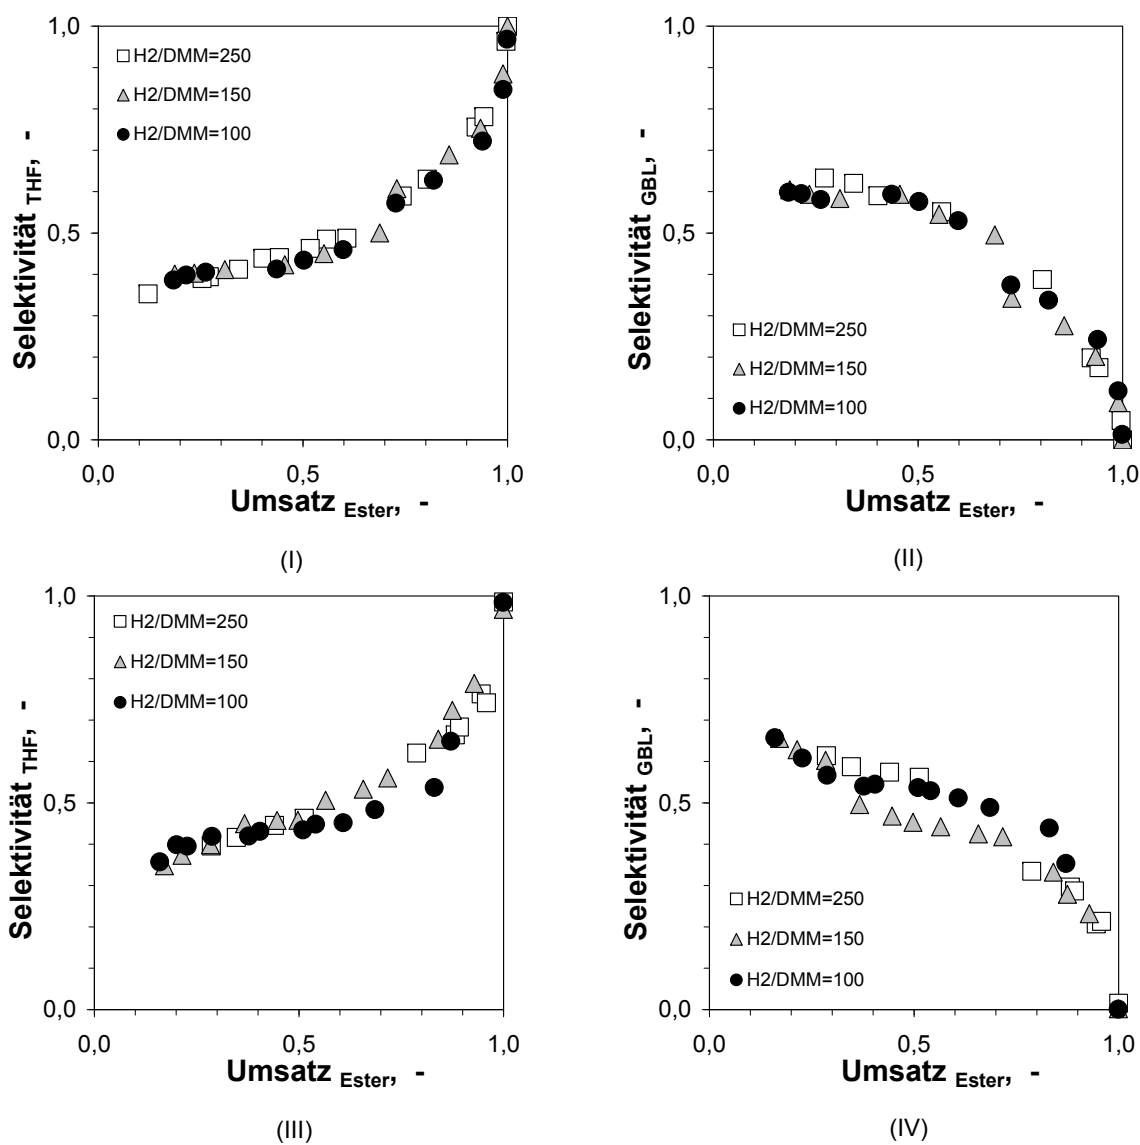 1,0
H2/DMM=250
H2/DMM=150
H2/DMM=100
0,5
0,0
0,0 0,5 1,0
Selektivität THF, -
Umsatz Ester, -
(I)
1,0
0,5
H2/DMM=250
H2/DMM=150
H2/DMM=100
0,0
0,0 0,5 1,0
Selektivität GBL, -
Umsatz Ester, -
(II)
1,0
H2/DMM=250
H2/DMM=150
H2/DMM=100
0,5
0,0
0,0 0,5 1,0
Selektivität THF, -
Umsatz Ester, -
(III)
1,0
0,5
H2/DMM=250
H2/DMM=150
H2/DMM=100
0,0
0,0 0,5 1,0
Selektivität GBL, -
Umsatz Ester, -
(IV)